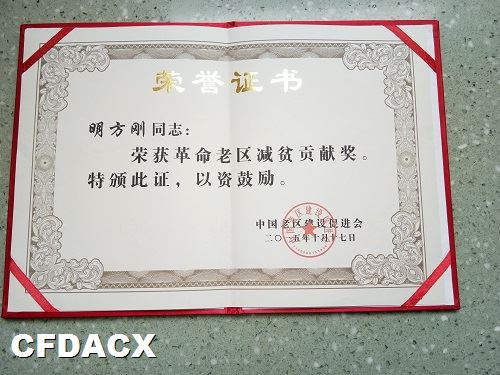 荣誉证书
明方刚同志：
荣获革命老区减贫贡献奖。
特颁此证，以资鼓励。
中国老区建设促进会
二〇一五年十月十七日
CFDACX